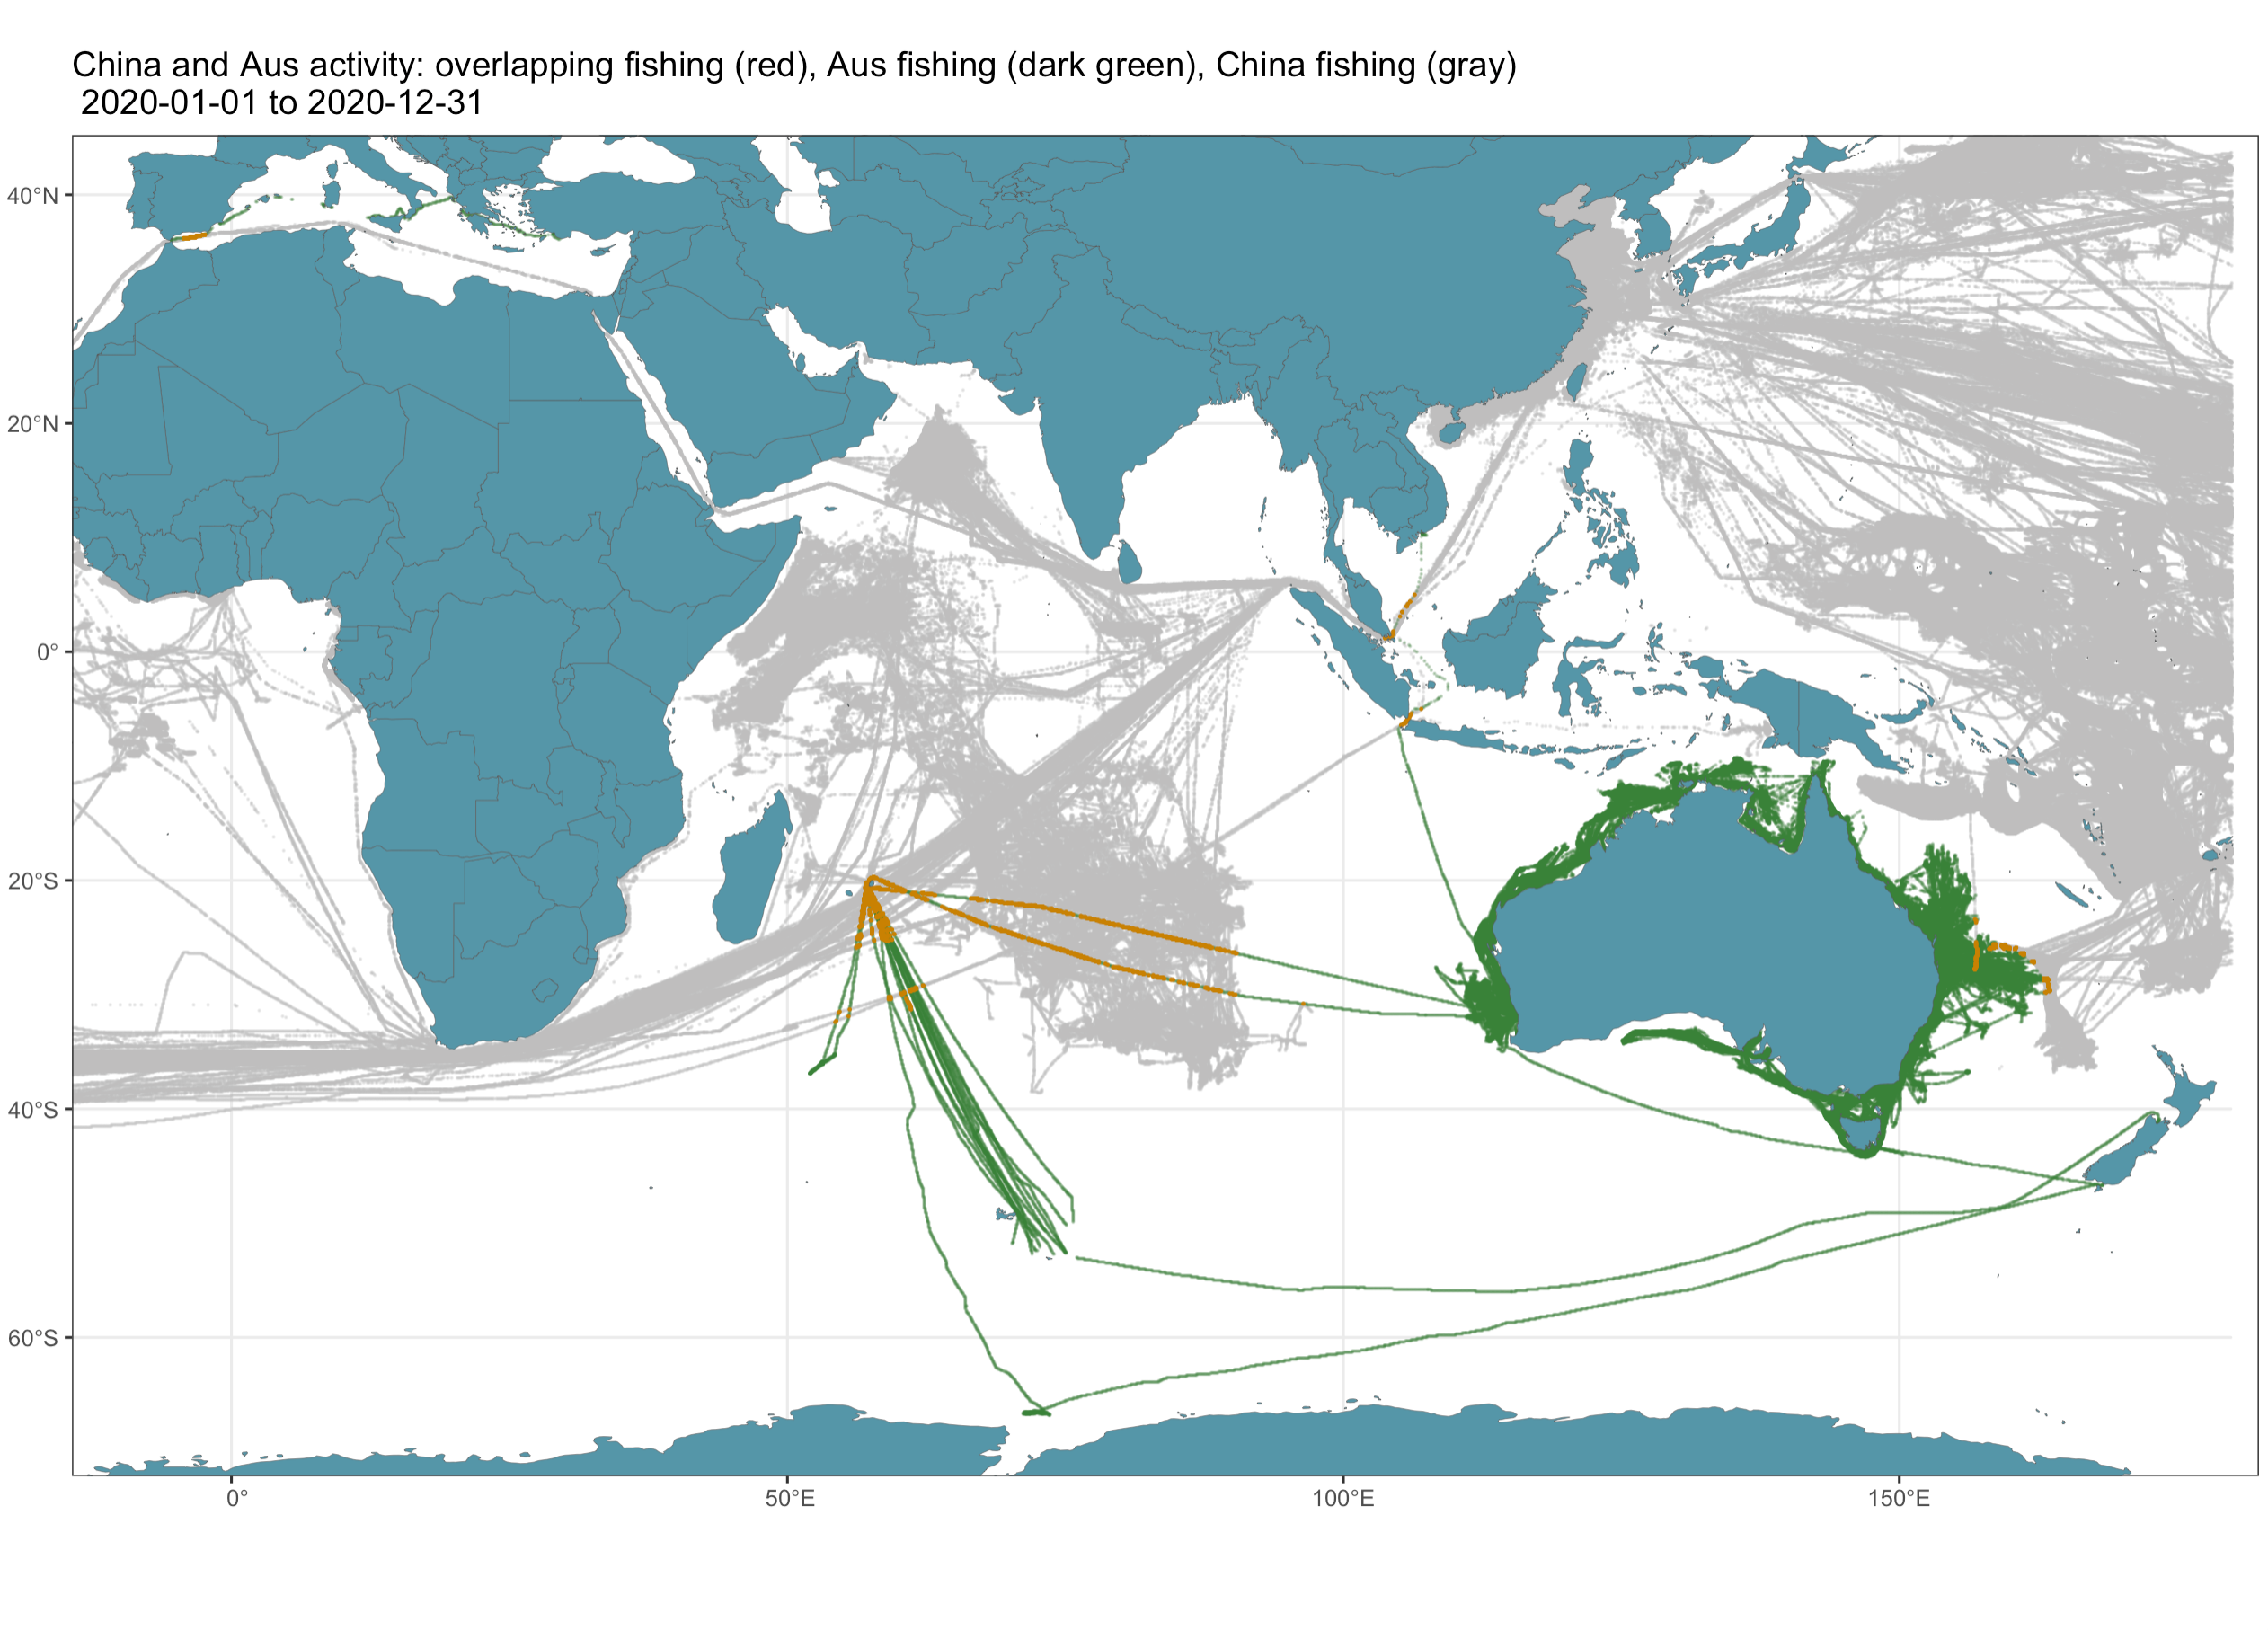 China and Aus activity: overlapping fishing (red), Aus fishing (dark green), China fishing (gray)
2020-01-01 to 2020-12-31
40°N
20°N
0°
20°S
40°S
60°S
0°
50°E
100°E
150°E